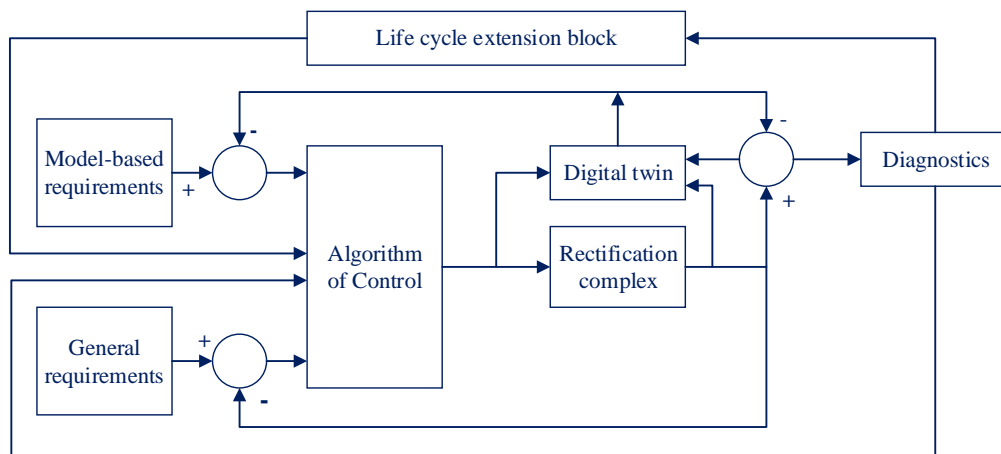 Life cycle extension block
-
-
Model-based
requirements
+
Digital twin
Diagnostics
+
Algorithm
of Control
Rectification
complex
General
requirements
+
-